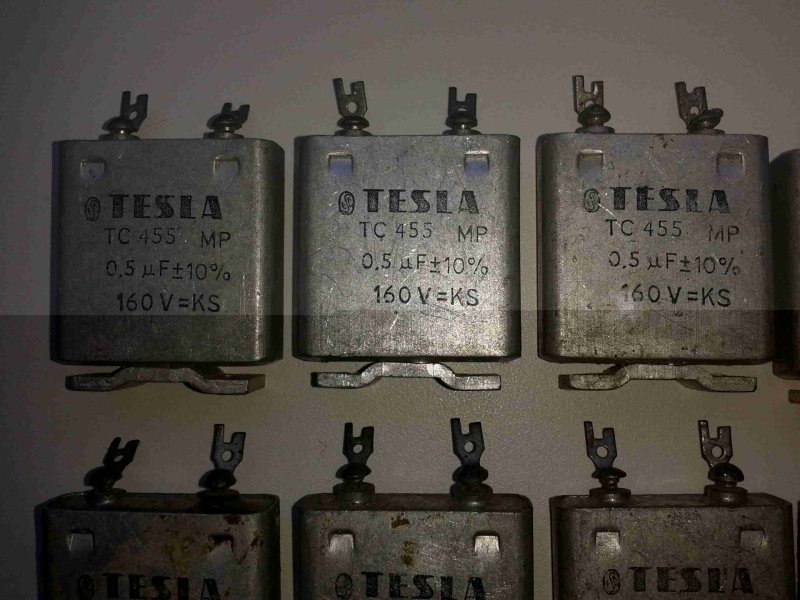 TESLA
TC 455 MP
0,5 µF±10%
160 V=KS
TESLA
TC 455 MP
0,5 µF±10%
160 V=KS
TESLA
TC 455 MP
0,5 µF±10%
160 V=KS
TESLA
TESLA
TESLA